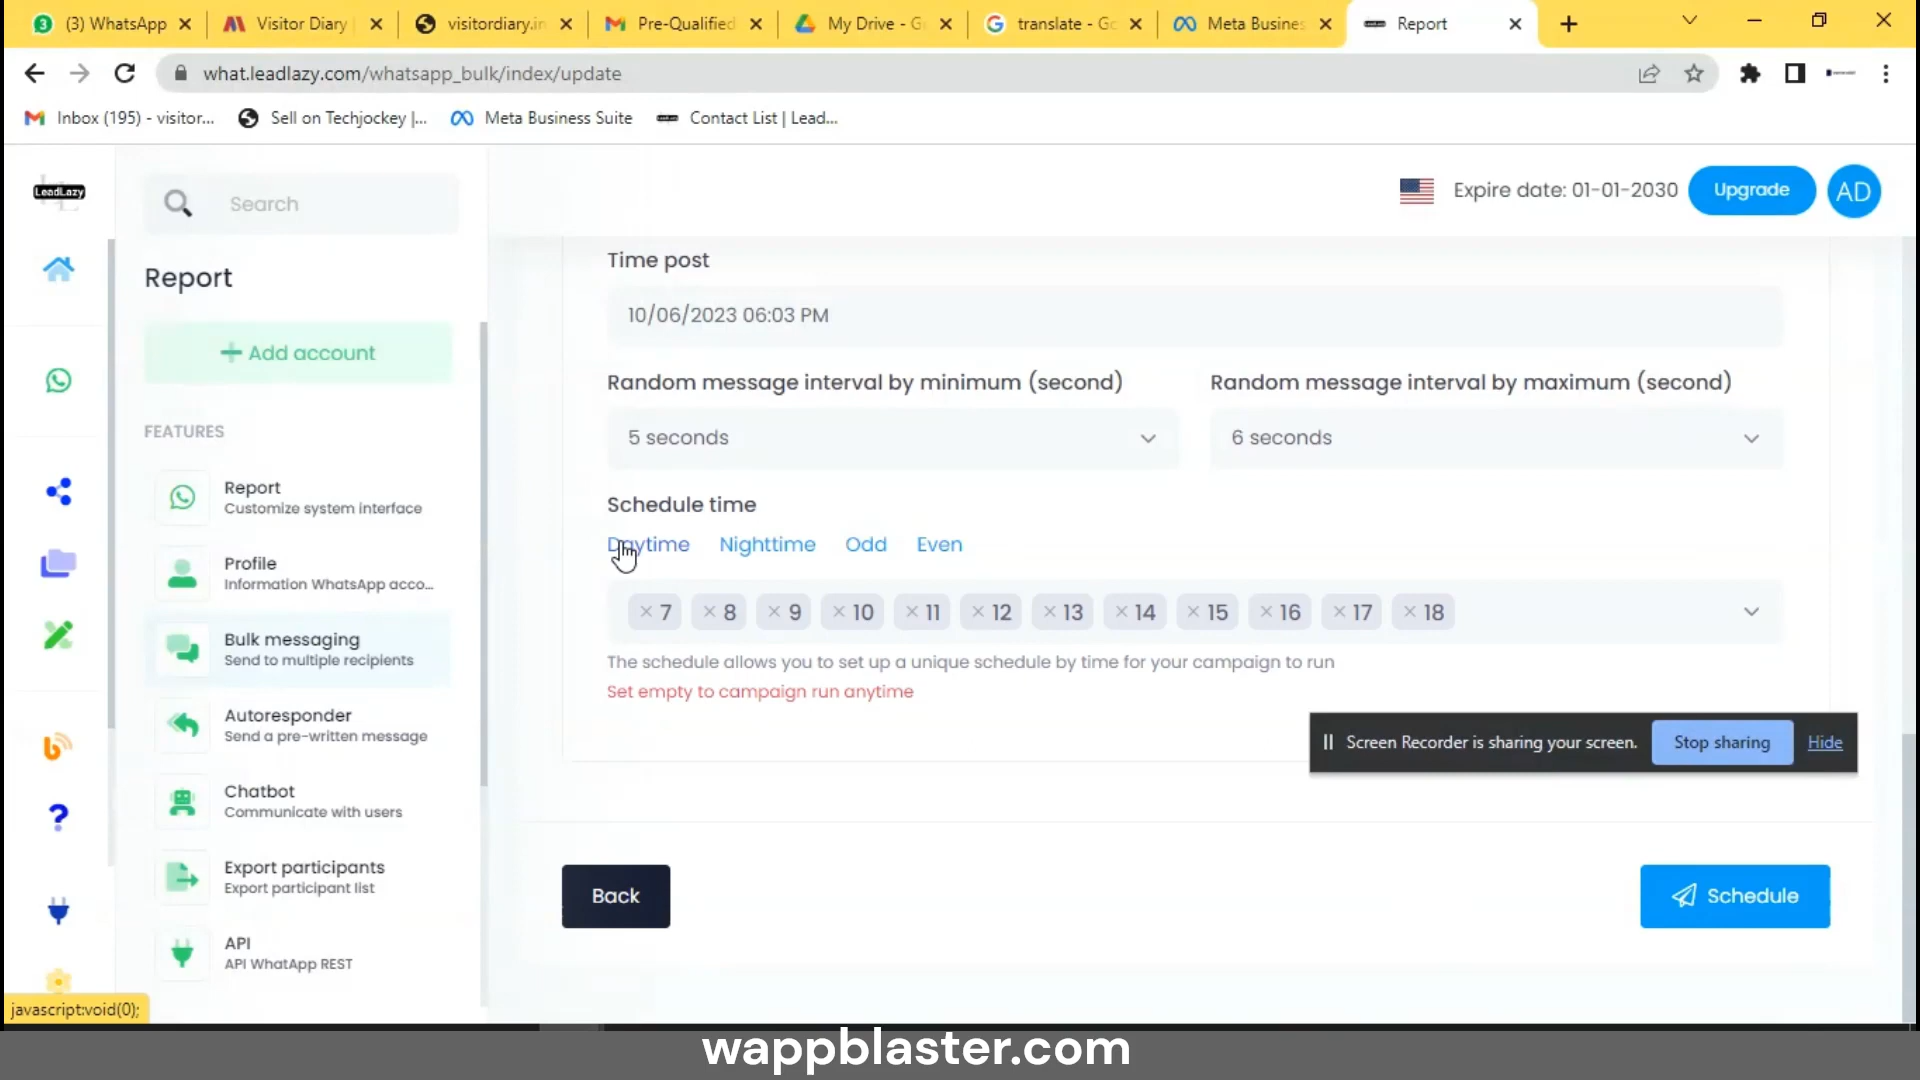 (3) WhatsApp
Visitor Diary
visitordiary.in
Pre-Qualified
My Drive - G
translate - Go
Meta Busines
Report
what.leadlazy.com/whatsapp_bulk/index/update
Inbox (195) - visitor...
Sell on Techjockey |...
Meta Business Suite
Contact List | Lead...
LeadLazy
Search
Expire date: 01-01-2030
Upgrade
AD
Report
+ Add account
FEATURES
Report
Customize system interface
Profile
Information WhatsApp acco...
Bulk messaging
Send to multiple recipients
Autoresponder
Send a pre-written message
Chatbot
Communicate with users
Export participants
Export participant list
API
API WhatApp REST
Time post
10/06/2023 06:03 PM
Random message interval by minimum (second)
Random message interval by maximum (second)
5 seconds
6 seconds
Schedule time
Daytime Nighttime Odd Even
× 7 × 8 × 9 × 10 × 11 × 12 × 13 × 14 × 15 × 16 × 17 × 18
The schedule allows you to set up a unique schedule by time for your campaign to run
Set empty to campaign run anytime
Screen Recorder is sharing your screen. Stop sharing Hide
Back
Schedule
javascript:void(0);
wappblaster.com